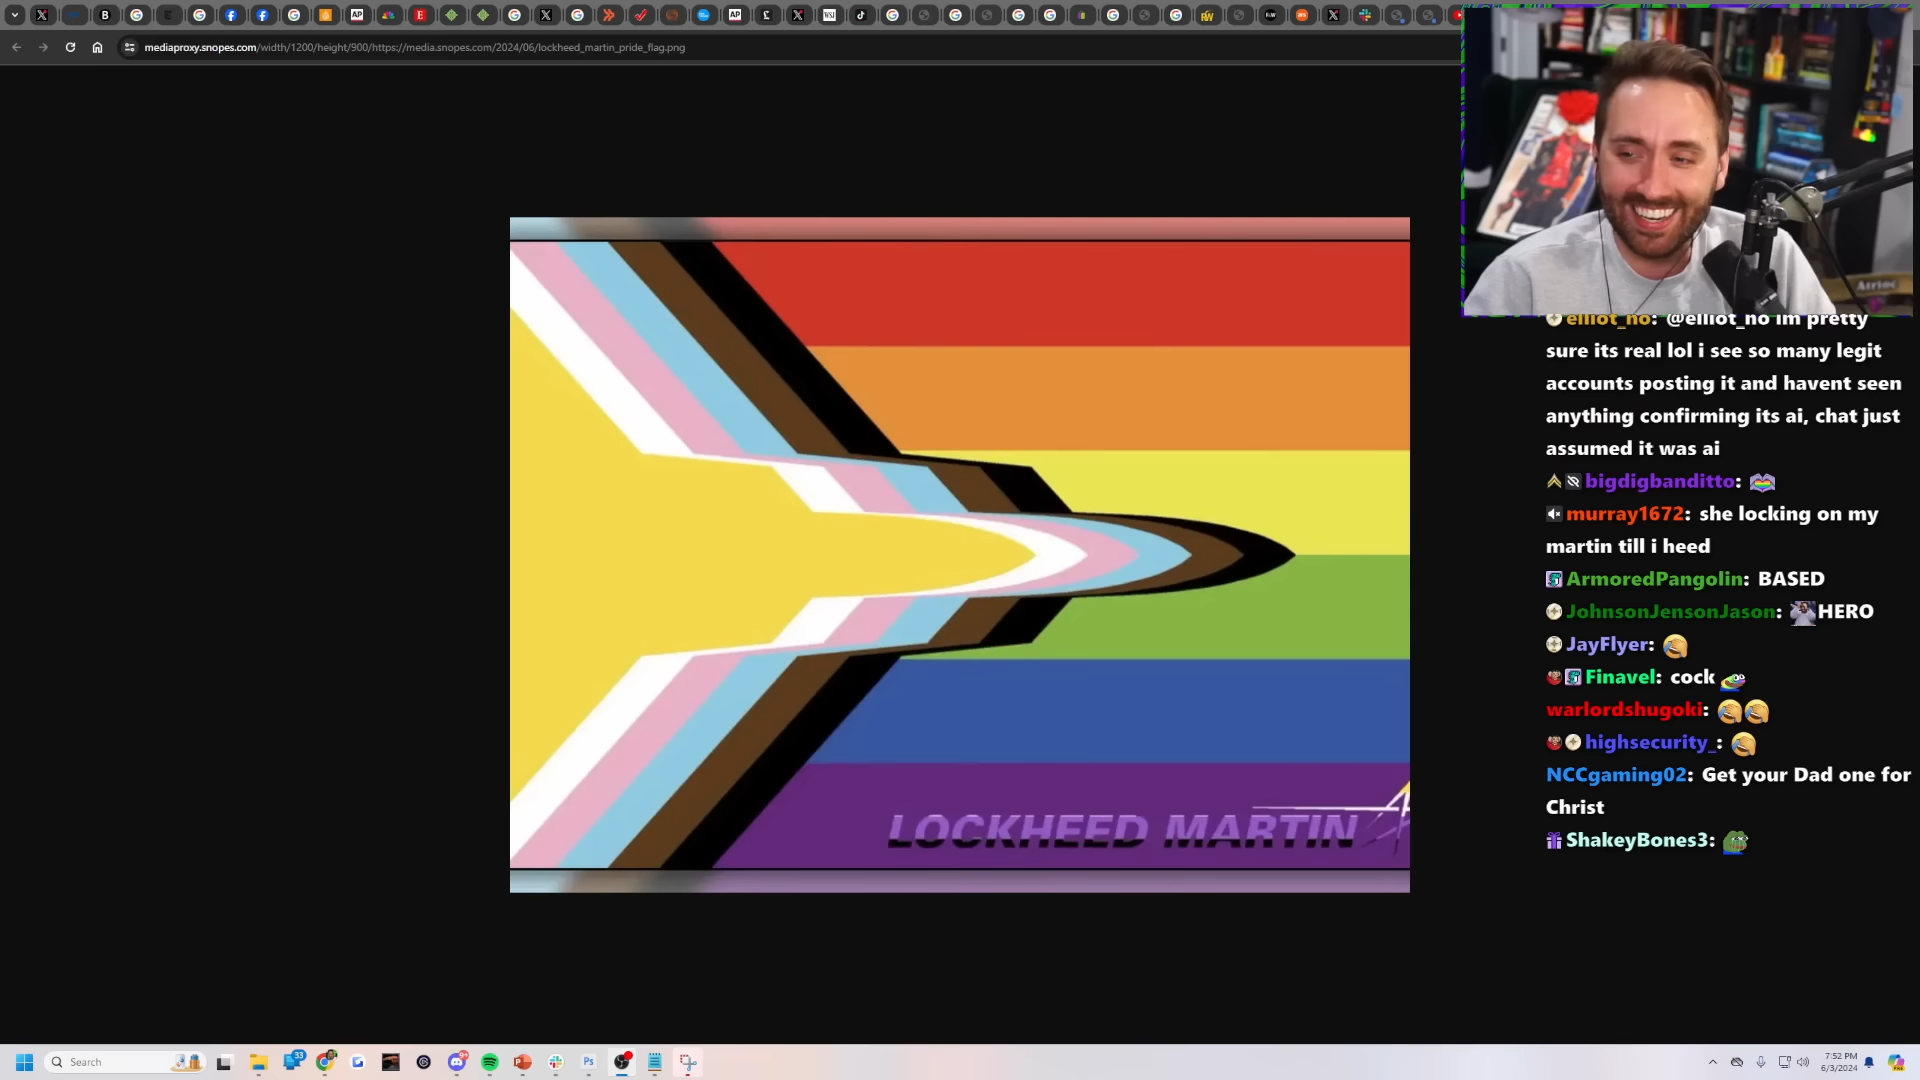 mediaproxy.snopes.com/width/1200/height/900/https://media.snopes.com/2024/06/lockheed_martin_pride_flag.png
Atrioc
LOCKHEED MARTIN
elliot_no: @elliot_no im pretty
sure its real lol i see so many legit
accounts posting it and havent seen
anything confirming its ai, chat just
assumed it was ai
bigdigbanditto:
murray1672: she locking on my
martin till i heed
ArmoredPangolin: BASED
JohnsonJensonJason: HERO
JayFlyer:
Finavel: cock
warlordshugoki:
highsecurity_:
NCCgaming02: Get your Dad one for
Christ
ShakeyBones3:
Search
33
Ps
7:52 PM
6/3/2024